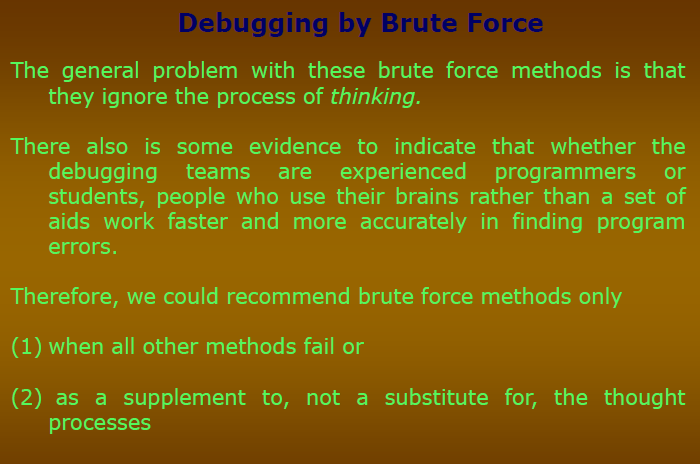 Debugging by Brute Force
The general problem with these brute force methods is that
they ignore the process of thinking.
There also is some evidence to indicate that whether the
debugging teams are experienced programmers or
students, people who use their brains rather than a set of
aids work faster and more accurately in finding program
errors.
Therefore, we could recommend brute force methods only
(1) when all other methods fail or
(2) as a supplement to, not a substitute for, the thought
processes